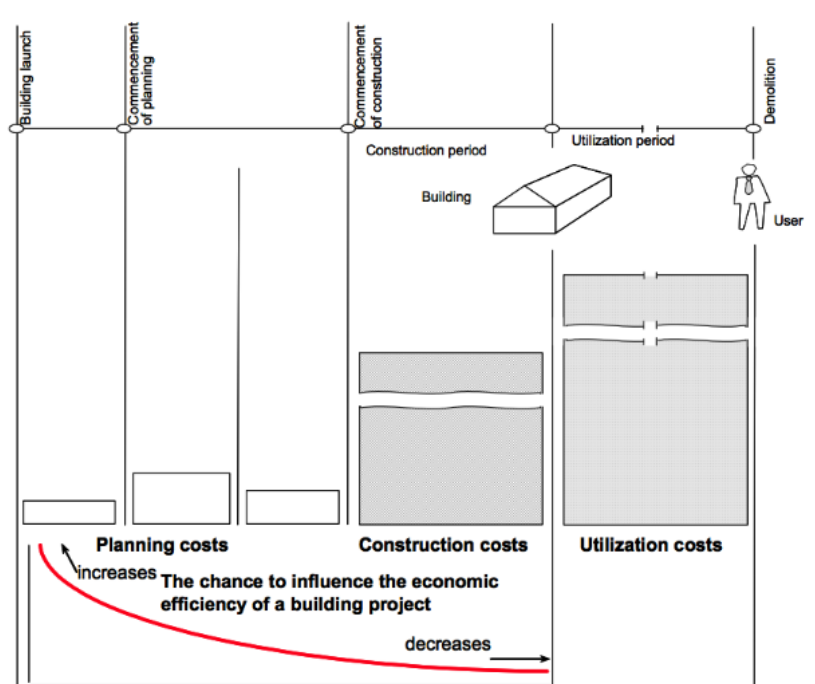 Building launch
Commencement
of planning
Commencement
of construction
Demolition
Construction period
Utilization period
Building
User
Planning costs
Construction costs
Utilization costs
increases
The chance to influence the economic
efficiency of a building project
decreases